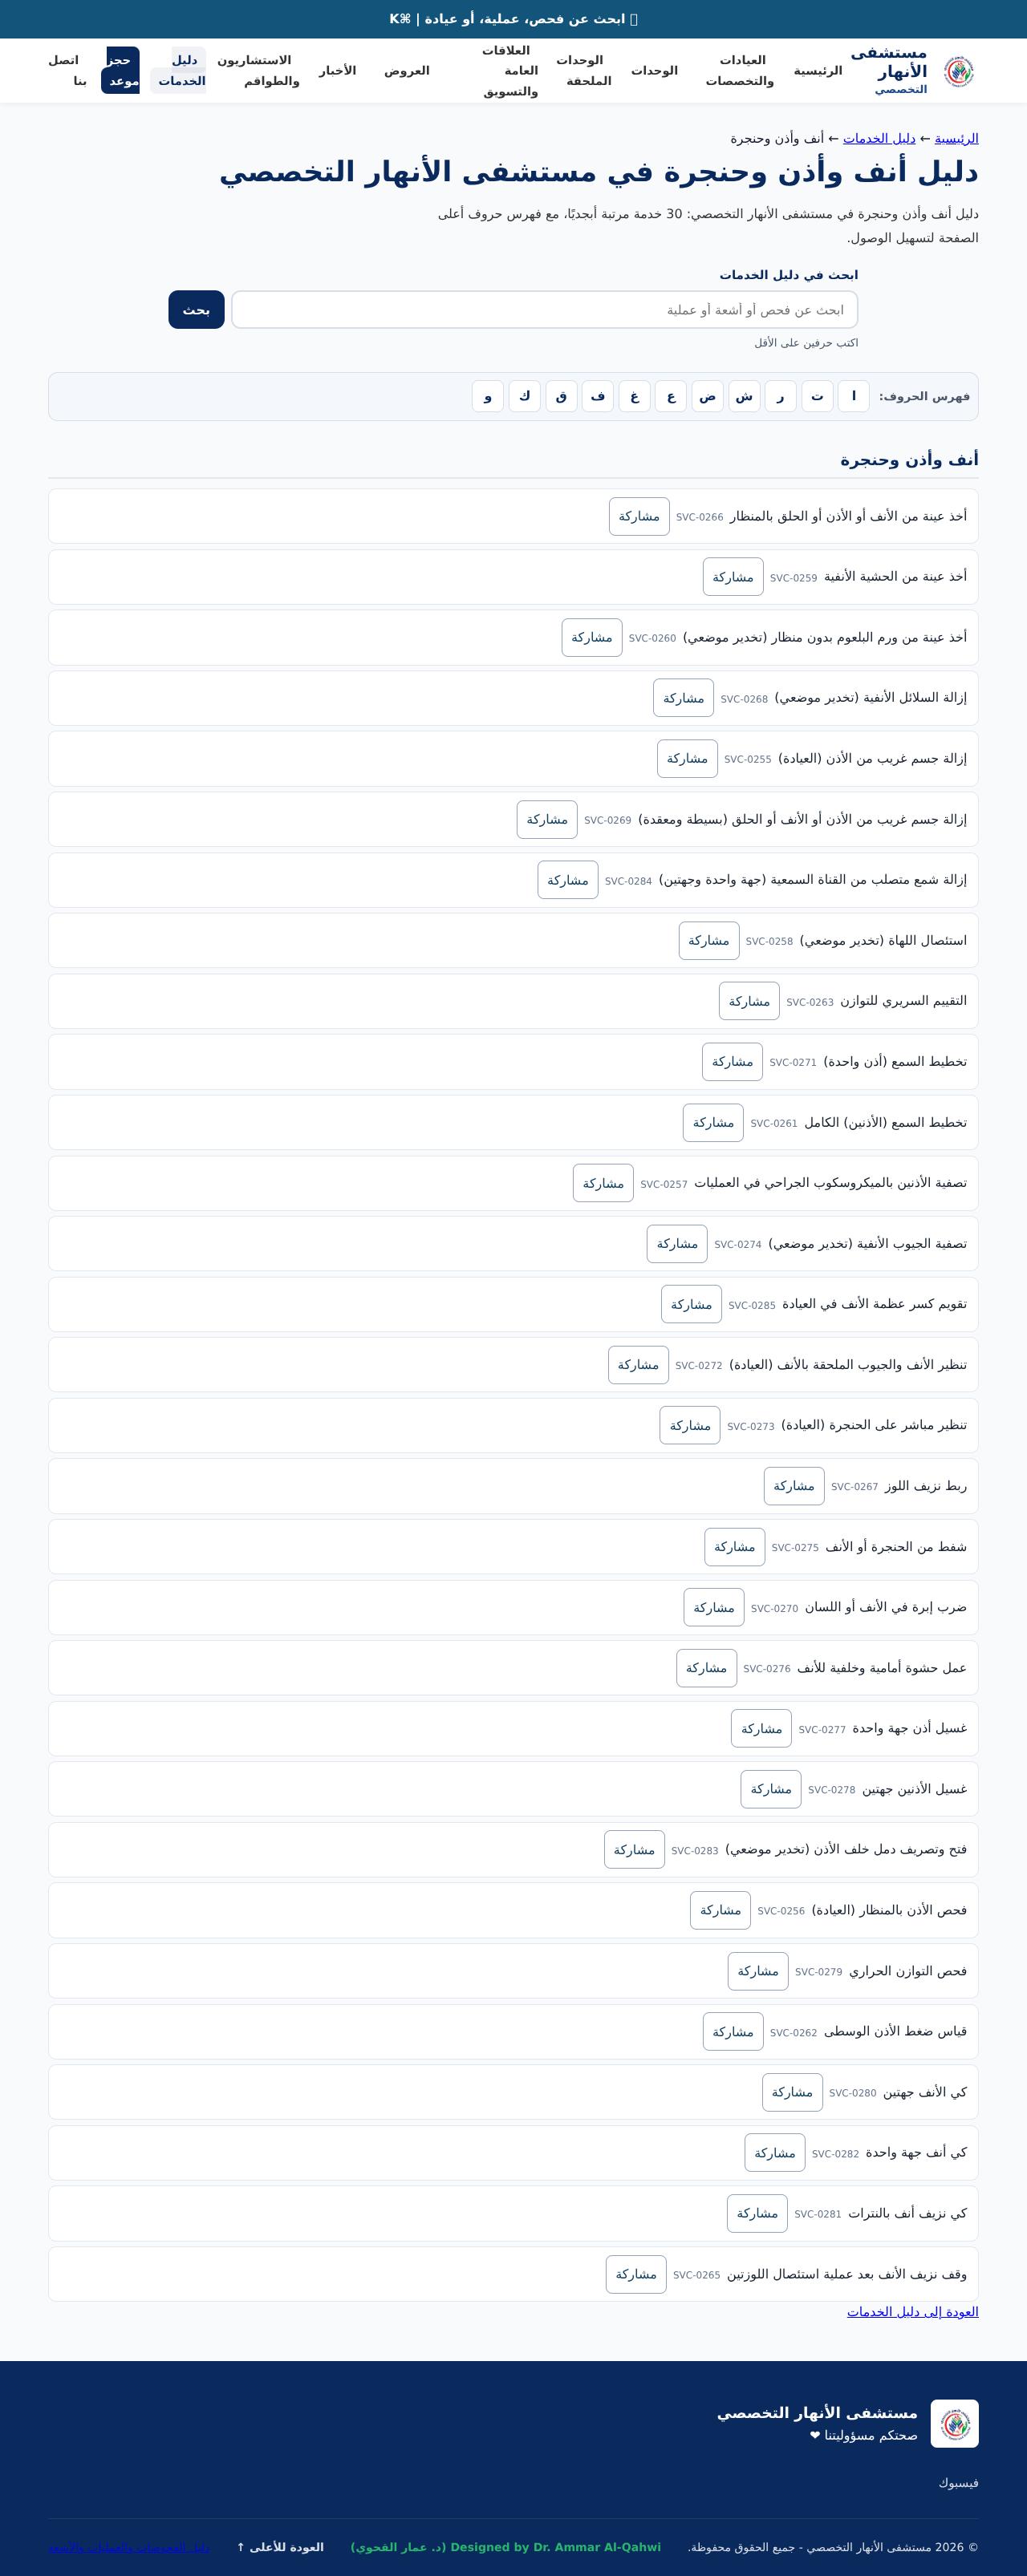 ابحث عن فحص، عملية، أو عيادة | ⌘K
مستشفى الأنهار التخصصي
الرئيسية
العيادات والتخصصات
الوحدات
الوحدات الملحقة
العلاقات العامة والتسويق
العروض
الأخبار
الاستشاريون والطواقم
دليل الخدمات
حجز موعد
اتصل بنا
الرئيسية ← دليل الخدمات ← أنف وأذن وحنجرة
دليل أنف وأذن وحنجرة في مستشفى الأنهار التخصصي
دليل أنف وأذن وحنجرة في مستشفى الأنهار التخصصي: 30 خدمة مرتبة أبجديًا، مع فهرس حروف أعلى
الصفحة لتسهيل الوصول.
ابحث في دليل الخدمات
ابحث عن فحص أو أشعة أو عملية
بحث
اكتب حرفين على الأقل
فهرس الحروف: ا ت ر ش ض ع غ ف ق ك و
أنف وأذن وحنجرة
أخذ عينة من الأنف أو الأذن أو الحلق بالمنظار SVC-0266 مشاركة
أخذ عينة من الحشية الأنفية SVC-0259 مشاركة
أخذ عينة من ورم البلعوم بدون منظار (تخدير موضعي) SVC-0260 مشاركة
إزالة السلائل الأنفية (تخدير موضعي) SVC-0268 مشاركة
إزالة جسم غريب من الأذن (العيادة) SVC-0255 مشاركة
إزالة جسم غريب من الأذن أو الأنف أو الحلق (بسيطة ومعقدة) SVC-0269 مشاركة
إزالة شمع متصلب من القناة السمعية (جهة واحدة وجهتين) SVC-0284 مشاركة
استئصال اللهاة (تخدير موضعي) SVC-0258 مشاركة
التقييم السريري للتوازن SVC-0263 مشاركة
تخطيط السمع (أذن واحدة) SVC-0271 مشاركة
تخطيط السمع (الأذنين) الكامل SVC-0261 مشاركة
تصفية الأذنين بالميكروسكوب الجراحي في العمليات SVC-0257 مشاركة
تصفية الجيوب الأنفية (تخدير موضعي) SVC-0274 مشاركة
تقويم كسر عظمة الأنف في العيادة SVC-0285 مشاركة
تنظير الأنف والجيوب الملحقة بالأنف (العيادة) SVC-0272 مشاركة
تنظير مباشر على الحنجرة (العيادة) SVC-0273 مشاركة
ربط نزيف اللوز SVC-0267 مشاركة
شفط من الحنجرة أو الأنف SVC-0275 مشاركة
ضرب إبرة في الأنف أو اللسان SVC-0270 مشاركة
عمل حشوة أمامية وخلفية للأنف SVC-0276 مشاركة
غسيل أذن جهة واحدة SVC-0277 مشاركة
غسيل الأذنين جهتين SVC-0278 مشاركة
فتح وتصريف دمل خلف الأذن (تخدير موضعي) SVC-0283 مشاركة
فحص الأذن بالمنظار (العيادة) SVC-0256 مشاركة
فحص التوازن الحراري SVC-0279 مشاركة
قياس ضغط الأذن الوسطى SVC-0262 مشاركة
كي الأنف جهتين SVC-0280 مشاركة
كي أنف جهة واحدة SVC-0282 مشاركة
كي نزيف أنف بالنترات SVC-0281 مشاركة
وقف نزيف الأنف بعد عملية استئصال اللوزتين SVC-0265 مشاركة
العودة إلى دليل الخدمات
مستشفى الأنهار التخصصي
صحتكم مسؤوليتنا ❤
فيسبوك
© 2026 مستشفى الأنهار التخصصي - جميع الحقوق محفوظة.
Designed by Dr. Ammar Al-Qahwi (د. عمار القحوي)
العودة للأعلى ↑